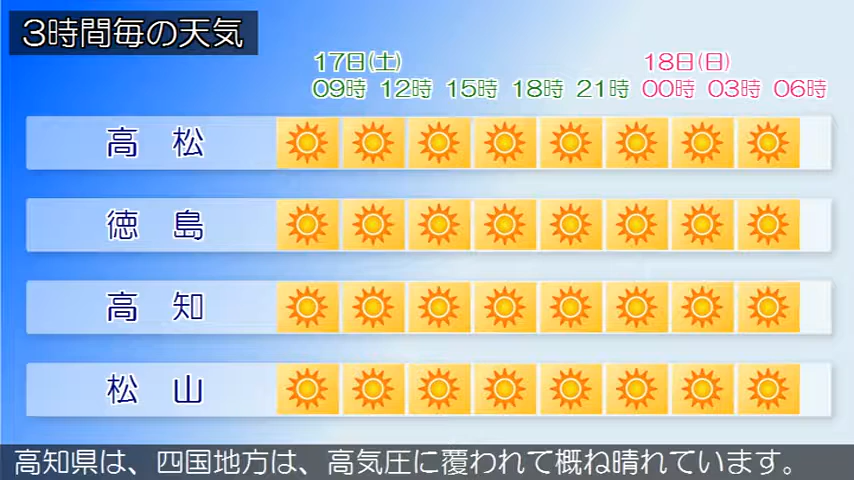 3時間毎の天気
17日(土) 18日(日)
09時 12時 15時 18時 21時 00時 03時 06時
高松
徳島
高知
松山
高知県は、四国地方は、高気圧に覆われて概ね晴れています。